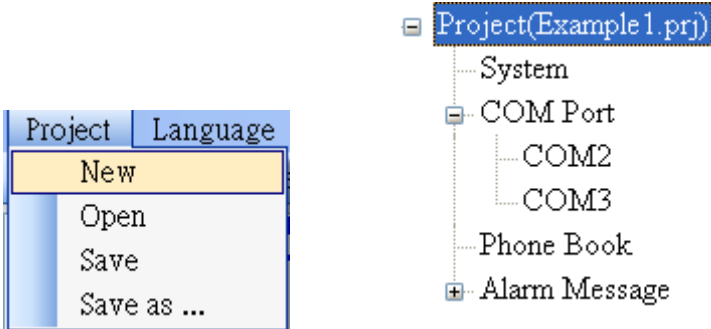 Project Language
New
Open
Save
Save as ...
Project(Example1.prj)
System
COM Port
COM2
COM3
Phone Book
Alarm Message